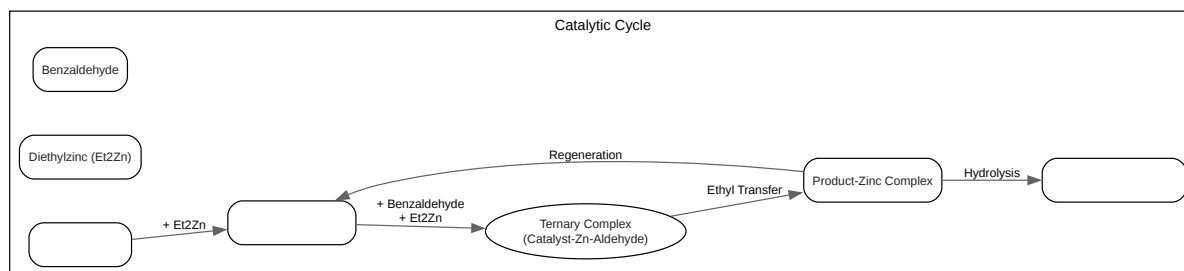 Catalytic Cycle
Benzaldehyde
Diethylzinc (Et2Zn)
Regeneration
Product-Zinc Complex
Hydrolysis
Ethyl Transfer
+ Benzaldehyde
+ Et2Zn
+ Et2Zn
Ternary Complex
(Catalyst-Zn-Aldehyde)